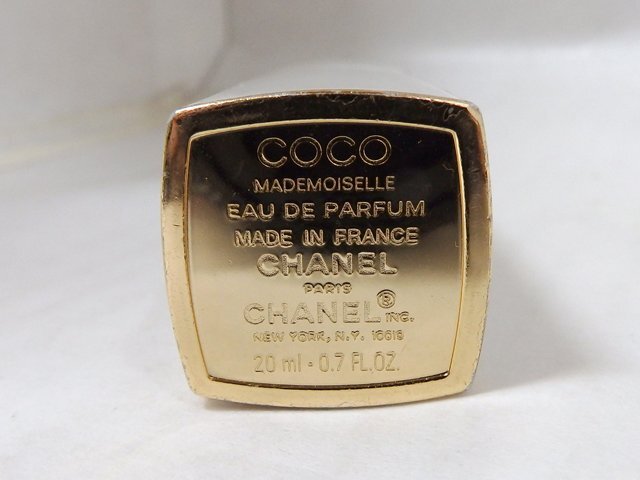 COCO
MADEMOISELLE
EAU DE PARFUM
MADE IN FRANCE
CHANEL
PARIS
CHANEL® INC.
NEW YORK, N.Y. 10019
20 ml - 0.7 FL.OZ.